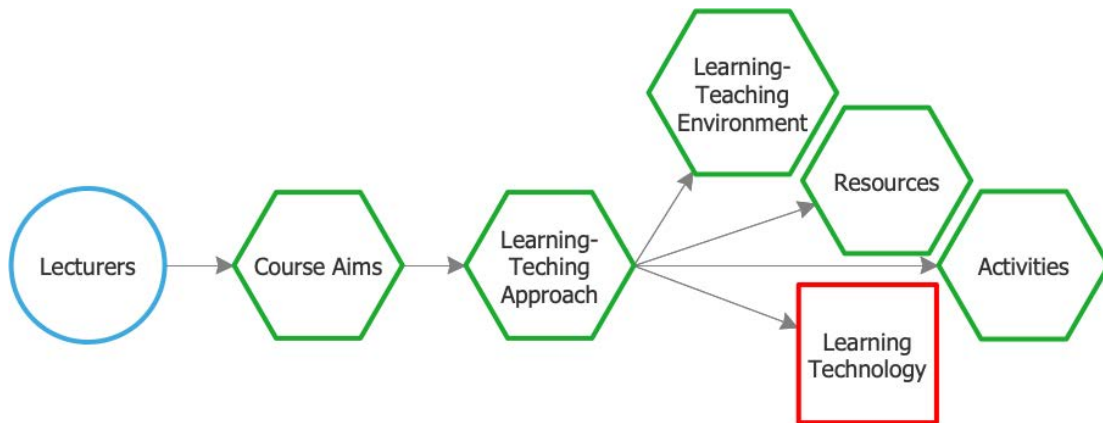 Lecturers
Course Aims
Learning-
Teching
Approach
Learning-
Teaching
Environment
Resources
Activities
Learning
Technology